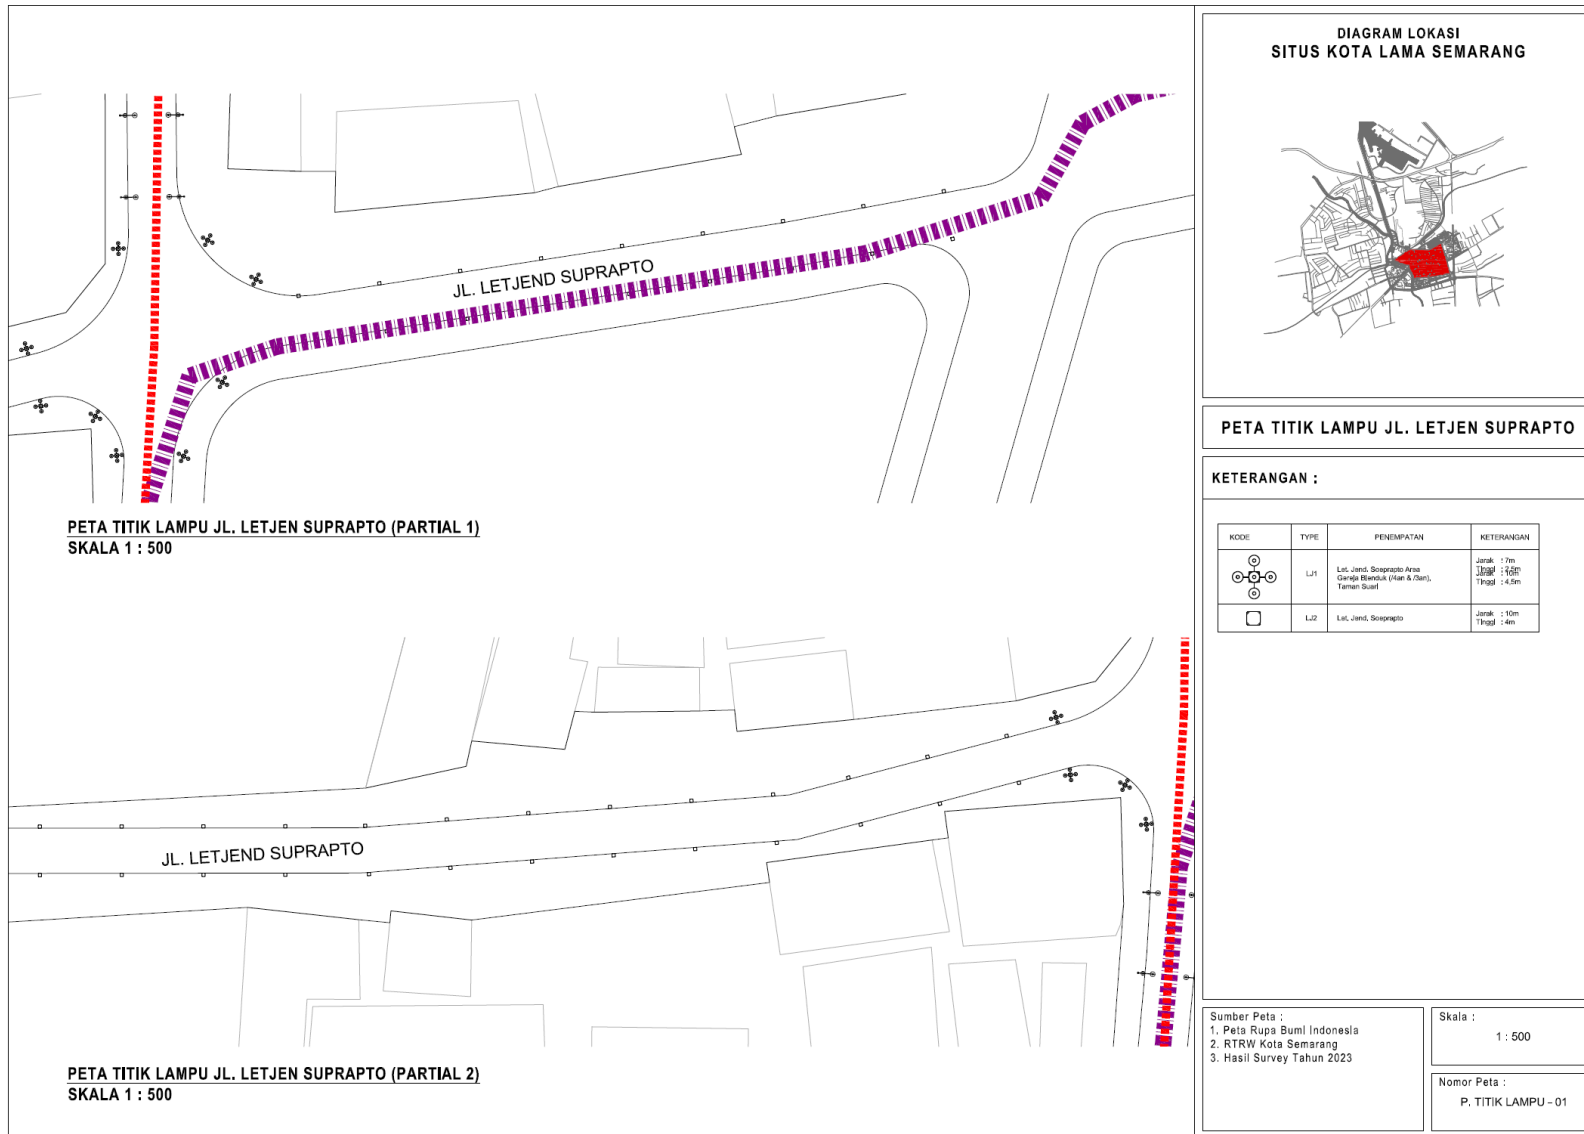 DIAGRAM LOKASI
SITUS KOTA LAMA SEMARANG
JL. LETJEND SUPRAPTO
PETA TITIK LAMPU JL. LETJEN SUPRAPTO (PARTIAL 1)
SKALA 1 : 500
JL. LETJEND SUPRAPTO
PETA TITIK LAMPU JL. LETJEN SUPRAPTO (PARTIAL 2)
SKALA 1 : 500
PETA TITIK LAMPU JL. LETJEN SUPRAPTO
KETERANGAN :
KODE TYPE PENEMPATAN KETERANGAN
LJ1
Let. Jend. Soeprapto Area
Gereja Blenduk (/4an & /3an),
Taman Suari
Jarak : 7m
Tinggi : 4,5m
LJ2
Let. Jend. Soeprapto
Jarak : 10m
Tinggi : 4m
Sumber Peta :
1. Peta Rupa Bumi Indonesia
2. RTRW Kota Semarang
3. Hasil Survey Tahun 2023
Skala :
1 : 500
Nomor Peta :
P. TITIK LAMPU - 01